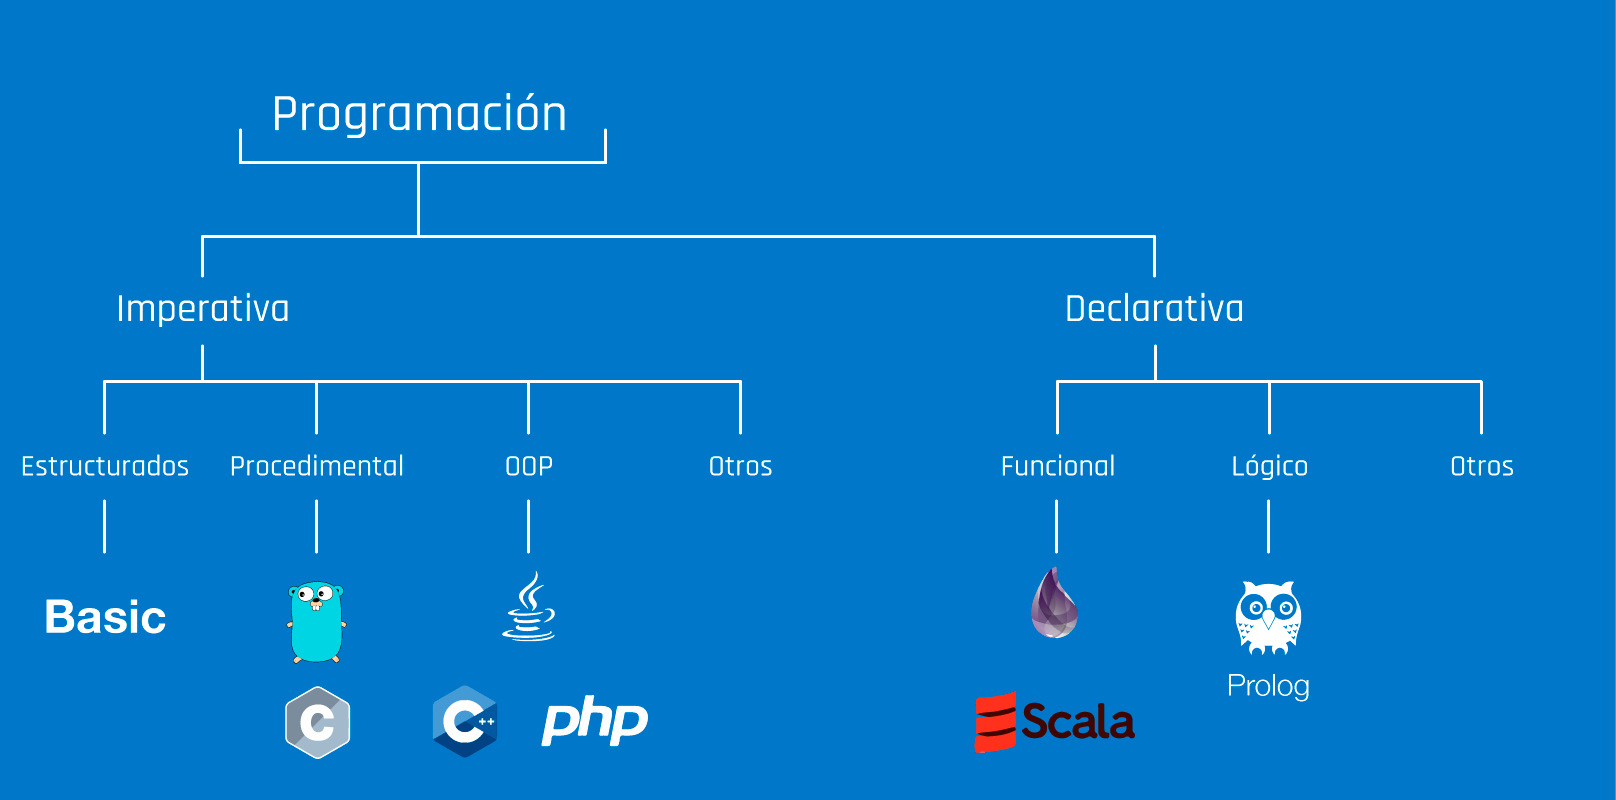 Programación
Imperativa
Declarativa
Estructurados
Procedimental
OOP
Otros
Funcional
Lógico
Otros
Basic
Prolog
C
C++
php
Scala